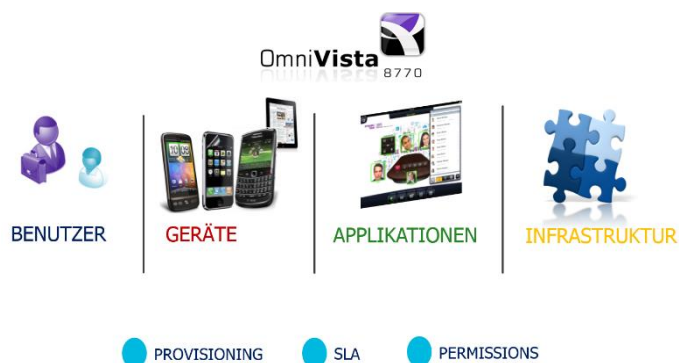 OmniVista
8770
BENUTZER
GERÄTE
APPLIKATIONEN
INFRASTRUKTUR
PROVISIONING
SLA
PERMISSIONS